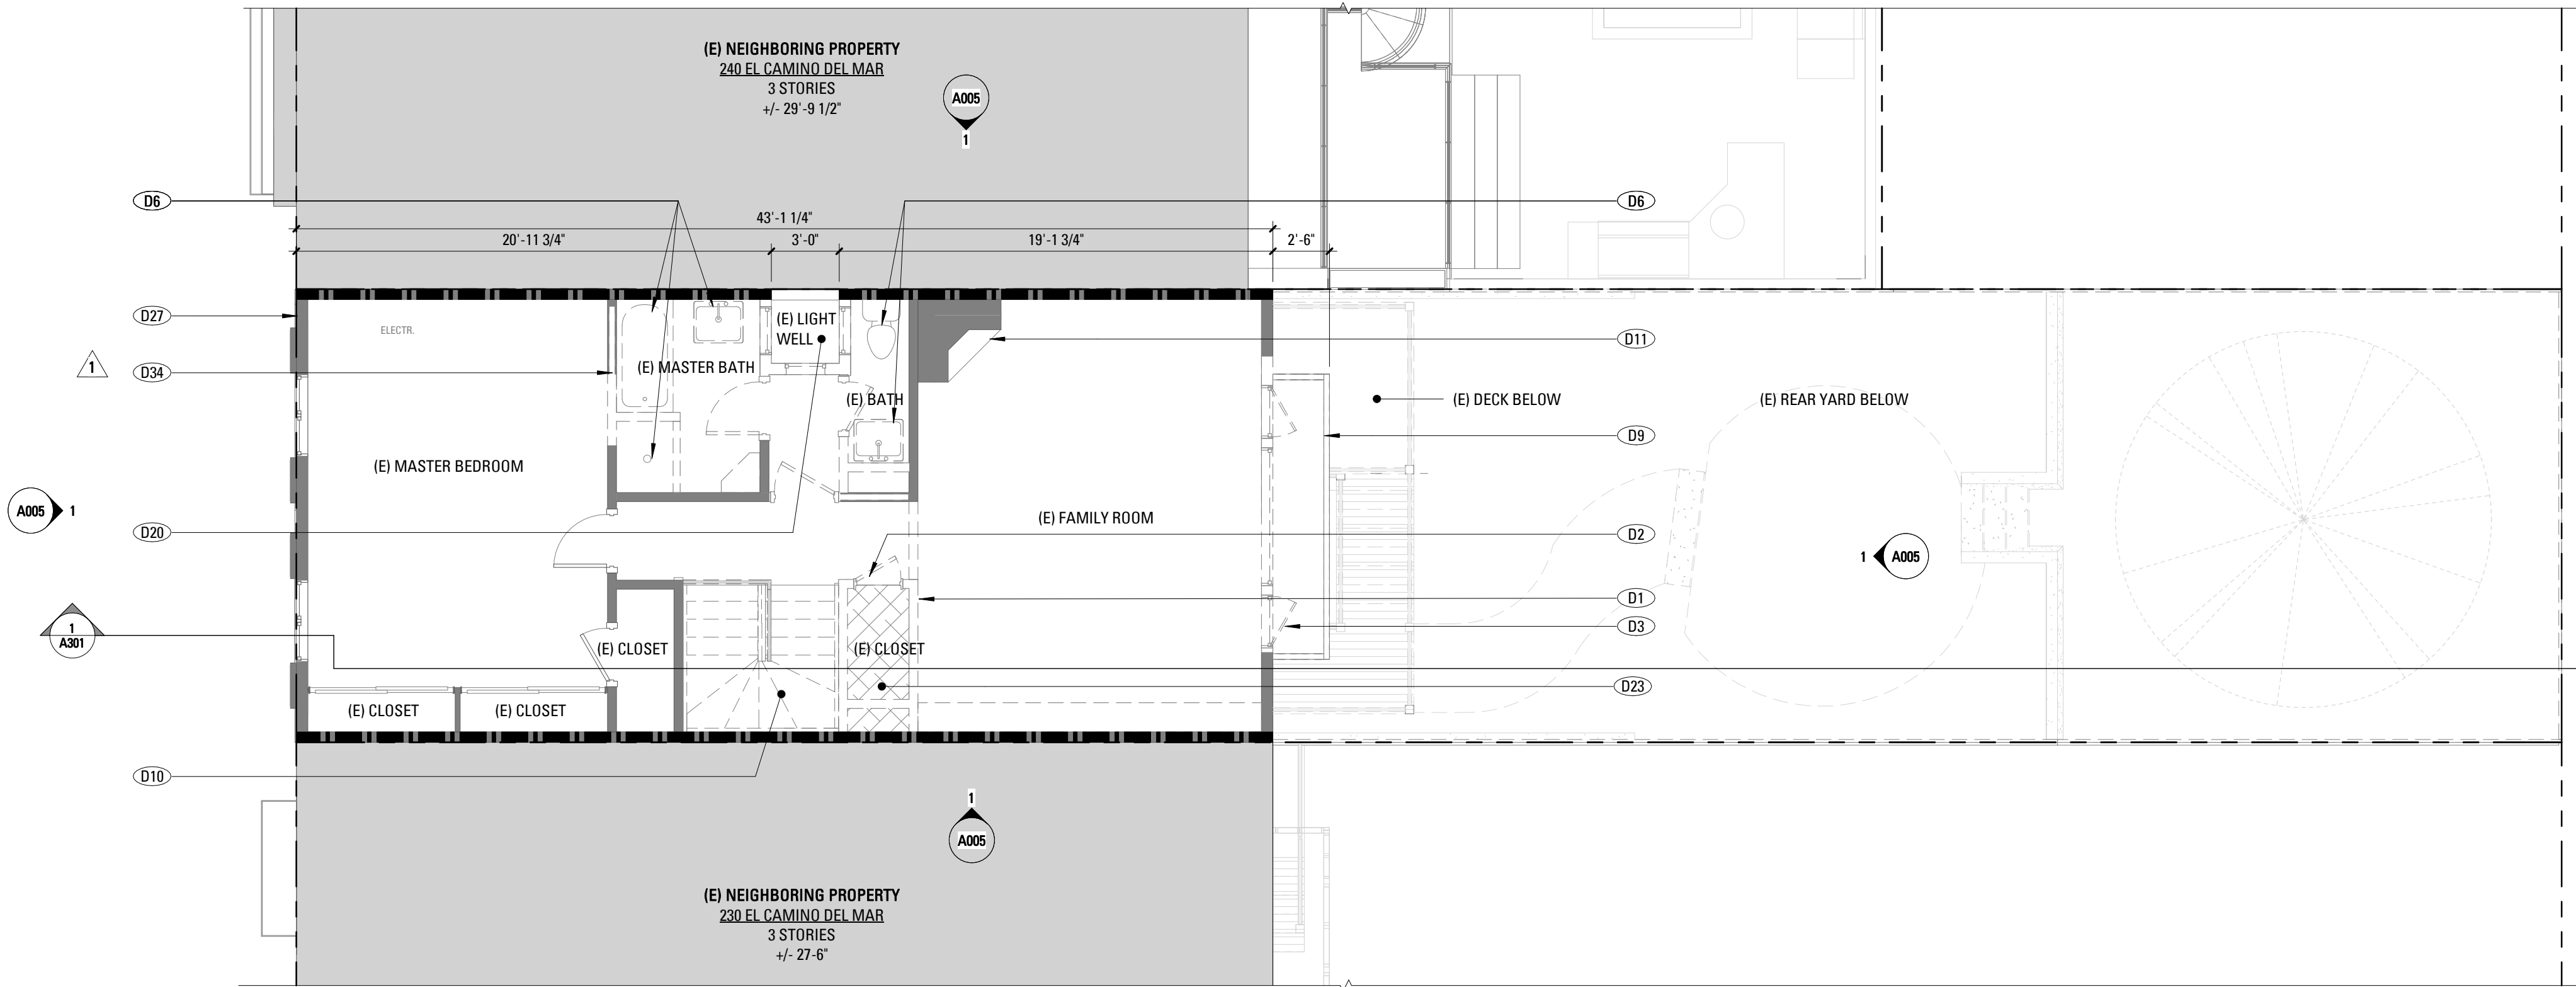 (E) NEIGHBORING PROPERTY
240 EL CAMINO DEL MAR
3 STORIES
+/- 29'-9 1/2"
A005
1
D6
D6
43'-1 1/4"
20'-11 3/4"
3'-0"
19'-1 3/4"
2'-6"
D27
ELECTR.
(E) LIGHT
WELL
D11
1
D34
(E) MASTER BATH
(E) BATH
(E) DECK BELOW
(E) REAR YARD BELOW
D9
(E) MASTER BEDROOM
A005
1
D20
(E) FAMILY ROOM
D2
1
A005
D1
D3
1
A301
(E) CLOSET
(E) CLOSET
D23
(E) CLOSET
(E) CLOSET
D10
1
A005
(E) NEIGHBORING PROPERTY
230 EL CAMINO DEL MAR
3 STORIES
+/- 27-6"